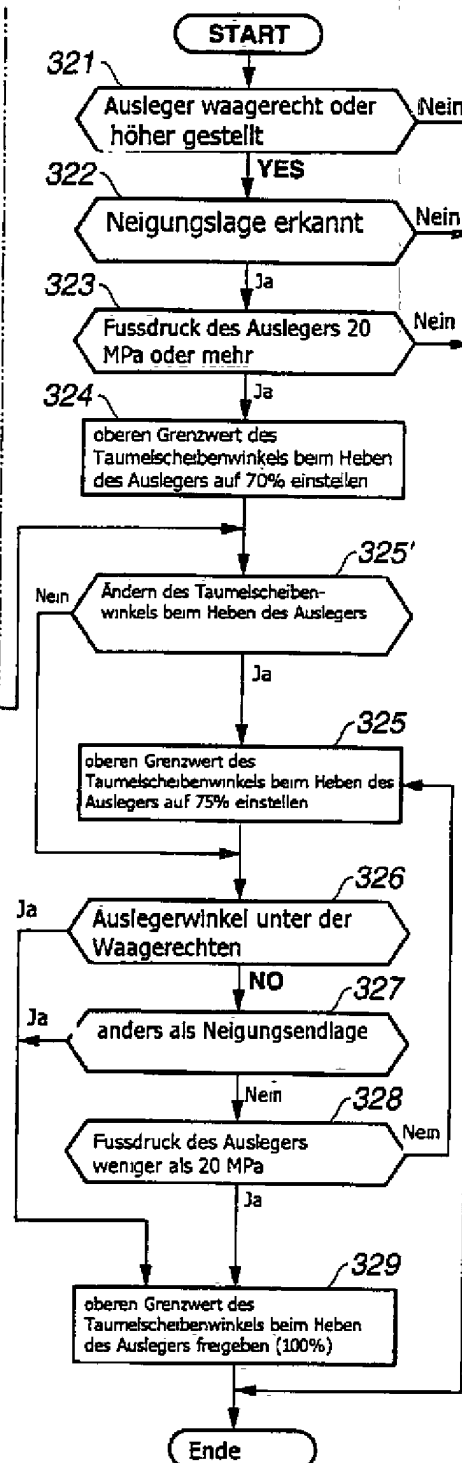 START
321
Ausleger waagerecht oder
höher gestellt
Nein
YES
322
Neigungslage erkannt
Nein
Ja
323
Fussdruck des Auslegers 20
MPa oder mehr
Nein
Ja
324
oberen Grenzwert des
Taumelscheibenwinkels beim Heben
des Auslegers auf 70% einstellen
325'
Nein
Ändern des Taumelscheiben-
winkels beim Heben des Auslegers
Ja
325
oberen Grenzwert des
Taumelscheibenwinkels beim Heben des
Auslegers auf 75% einstellen
326
Ja
Auslegerwinkel unter der
Waagerechten
NO
327
Ja
anders als Neigungsendlage
Nein
328
Fussdruck des Auslegers
weniger als 20 MPa
Nein
Ja
329
oberen Grenzwert des
Taumelscheibenwinkels beim Heben
des Auslegers freigeben (100%)
Ende